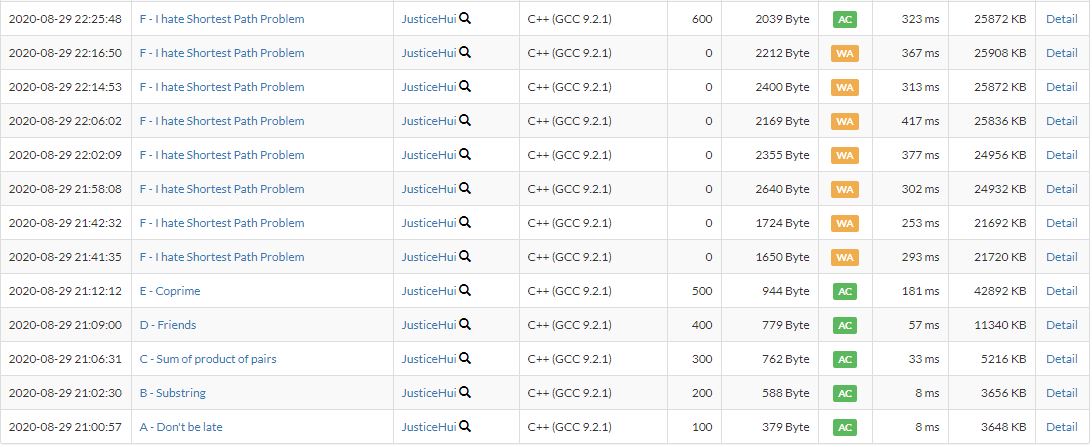 2020-08-29 22:25:48 F - I hate Shortest Path Problem JusticeHui C++ (GCC 9.2.1) 600 2039 Byte AC 323 ms 25872 KB Detail
2020-08-29 22:16:50 F - I hate Shortest Path Problem JusticeHui C++ (GCC 9.2.1) 0 2212 Byte WA 367 ms 25908 KB Detail
2020-08-29 22:14:53 F - I hate Shortest Path Problem JusticeHui C++ (GCC 9.2.1) 0 2400 Byte WA 313 ms 25872 KB Detail
2020-08-29 22:06:02 F - I hate Shortest Path Problem JusticeHui C++ (GCC 9.2.1) 0 2169 Byte WA 417 ms 25836 KB Detail
2020-08-29 22:02:09 F - I hate Shortest Path Problem JusticeHui C++ (GCC 9.2.1) 0 2355 Byte WA 377 ms 24956 KB Detail
2020-08-29 21:58:08 F - I hate Shortest Path Problem JusticeHui C++ (GCC 9.2.1) 0 2640 Byte WA 302 ms 24932 KB Detail
2020-08-29 21:42:32 F - I hate Shortest Path Problem JusticeHui C++ (GCC 9.2.1) 0 1724 Byte WA 253 ms 21692 KB Detail
2020-08-29 21:41:35 F - I hate Shortest Path Problem JusticeHui C++ (GCC 9.2.1) 0 1650 Byte WA 293 ms 21720 KB Detail
2020-08-29 21:12:12 E - Coprime JusticeHui C++ (GCC 9.2.1) 500 944 Byte AC 181 ms 42892 KB Detail
2020-08-29 21:09:00 D - Friends JusticeHui C++ (GCC 9.2.1) 400 779 Byte AC 57 ms 11340 KB Detail
2020-08-29 21:06:31 C - Sum of product of pairs JusticeHui C++ (GCC 9.2.1) 300 762 Byte AC 33 ms 5216 KB Detail
2020-08-29 21:02:30 B - Substring JusticeHui C++ (GCC 9.2.1) 200 588 Byte AC 8 ms 3656 KB Detail
2020-08-29 21:00:57 A - Don't be late JusticeHui C++ (GCC 9.2.1) 100 379 Byte AC 8 ms 3648 KB Detail